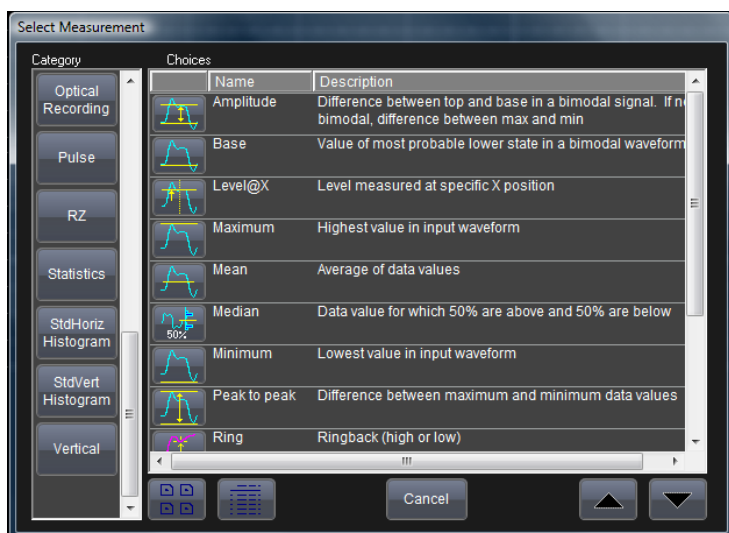 Select Measurement
Category
Choices
Optical
Recording
Pulse
RZ
Statistics
StdHoriz
Histogram
StdVert
Histogram
Vertical
Name Description
Amplitude Difference between top and base in a bimodal signal. If
bimodal, difference between max and min
Base Value of most probable lower state in a bimodal waveform
Level@X Level measured at specific X position
Maximum Highest value in input waveform
Mean Average of data values
50%
Median Data value for which 50% are above and 50% are below
Minimum Lowest value in input waveform
Peak to peak Difference between maximum and minimum data values
Ring Ringback (high or low)
Cancel